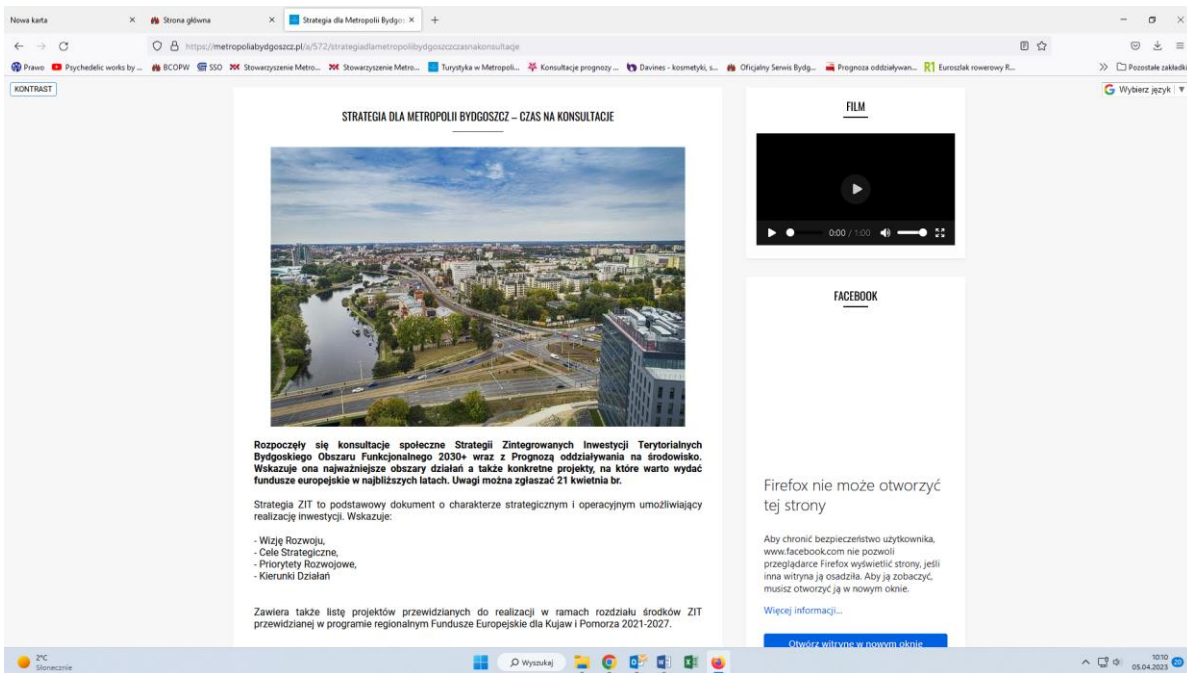 Nowa karta
Strona główna
Strategia dla Metropolii Bydgos
https://metropoliabydgoszcz.pl/a/572/strategiadlametropoliibydgoszczczasnakonsultacje
Prawo
Psychedelic works by ...
BCOPW
SSO
Stowarzyszenie Metro...
Stowarzyszenie Metro...
Turystyka w Metropoli...
Konsultacje prognozy ...
Davines - kosmetyki, s...
Oficjalny Serwis Bydg...
Prognoza oddziaływan...
R1 Euroszlak rowerowy R...
Pozostałe zakładki
KONTRAST
Wybierz język
STRATEGIA DLA METROPOLII BYDGOSZCZ – CZAS NA KONSULTACJE
Rozpoczęły się konsultacje społeczne Strategii Zintegrowanych Inwestycji Terytorialnych
Bydgoskiego Obszaru Funkcjonalnego 2030+ wraz z Prognozą oddziaływania na środowisko.
Wskazuje ona najważniejsze obszary działań a także konkretne projekty, na które warto wydać
fundusze europejskie w najbliższych latach. Uwagi można zgłaszać 21 kwietnia br.
Strategia ZIT to podstawowy dokument o charakterze strategicznym i operacyjnym umożliwiający
realizację inwestycji. Wskazuje:
- Wizję Rozwoju,
- Cele Strategiczne,
- Priorytety Rozwojowe,
- Kierunki Działań
Zawiera także listę projektów przewidzianych do realizacji w ramach rozdziału środków ZIT
przewidzianej w programie regionalnym Fundusze Europejskie dla Kujaw i Pomorza 2021-2027.
FILM
0:00 / 1:00
FACEBOOK
Firefox nie może otworzyć
tej strony
Aby chronić bezpieczeństwo użytkownika,
www.facebook.com nie pozwoli
przeglądarce Firefox wyświetlić strony, jeśli
inna witryna ją osadziła. Aby ją zobaczyć,
musisz otworzyć ją w nowym oknie.
Więcej informacji...
Otwórz witrynę w nowym oknie
2°C
Słonecznie
Wyszukaj
10:10
05.04.2023
20